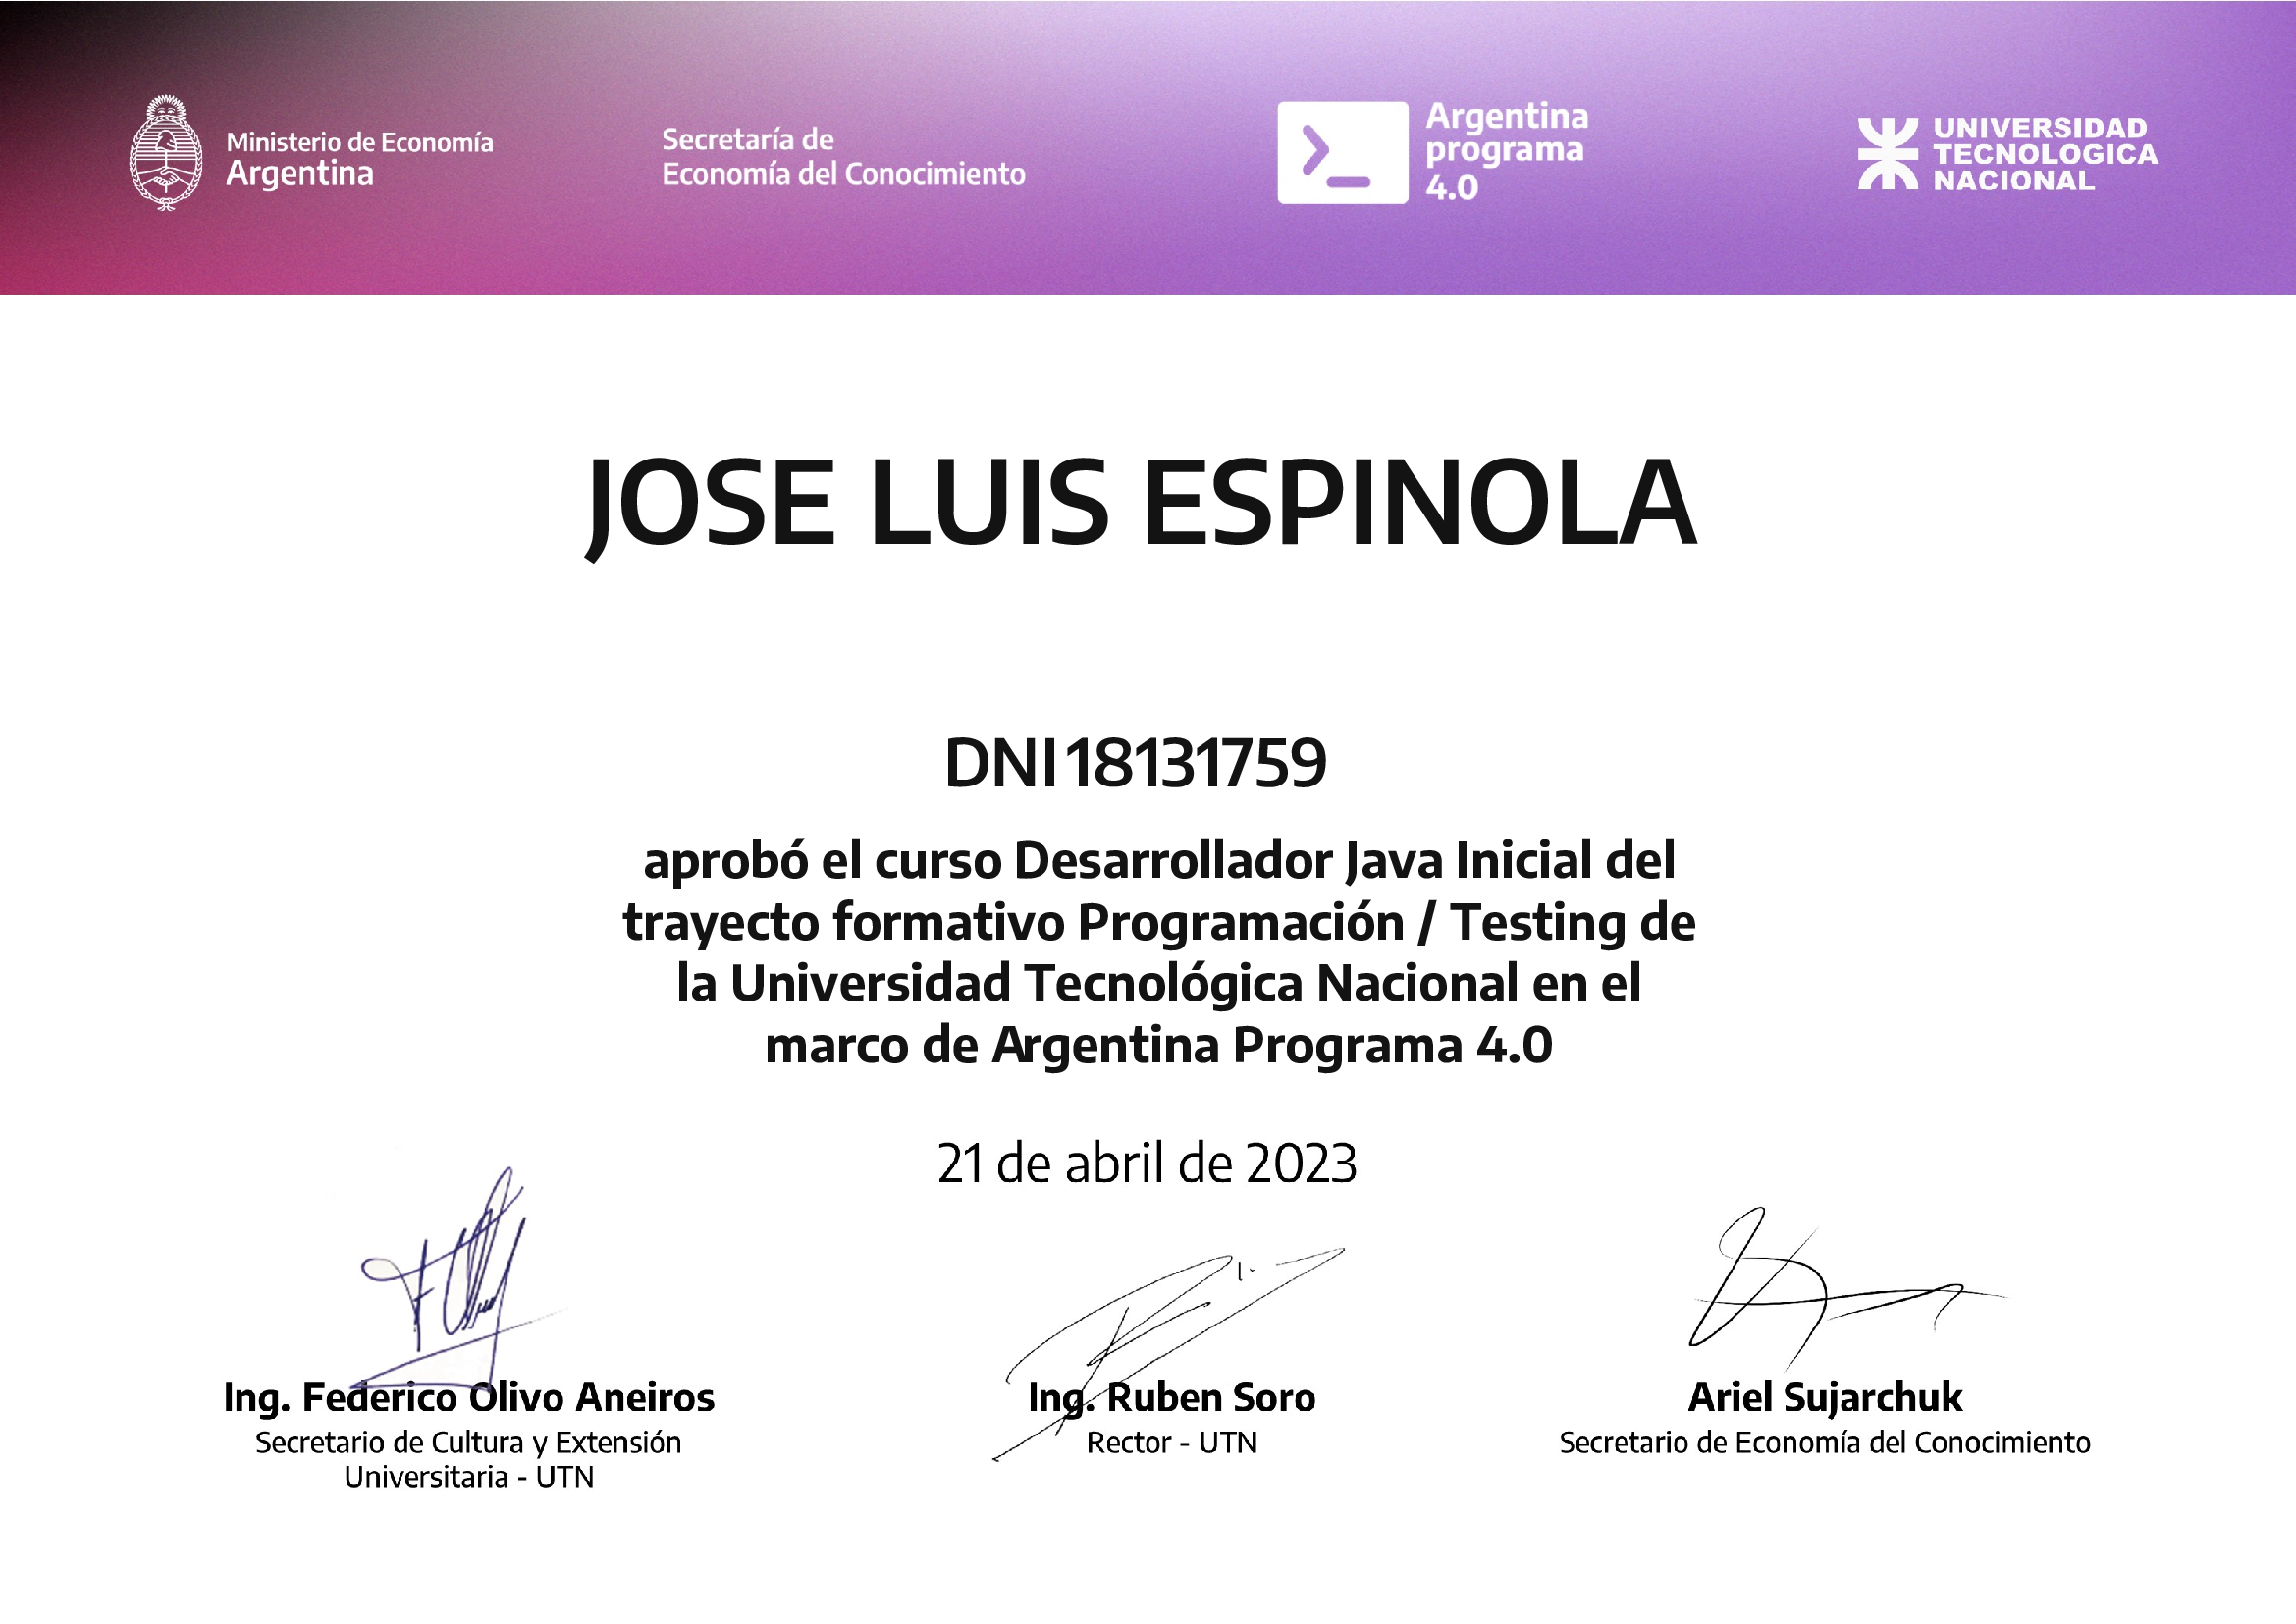 Ministerio de Economía
Argentina
Secretaría de
Economía del Conocimiento
Argentina
programa
4.0
UNIVERSIDAD
TECNOLOGICA
NACIONAL
JOSE LUIS ESPINOLA
DNI 18131759
aprobó el curso Desarrollador Java Inicial del
trayecto formativo Programación / Testing de
la Universidad Tecnológica Nacional en el
marco de Argentina Programa 4.0
21 de abril de 2023
Ing. Federico Olivo Aneiros
Secretario de Cultura y Extensión
Universitaria - UTN
Ing. Ruben Soro
Rector - UTN
Ariel Sujarchuk
Secretario de Economía del Conocimiento